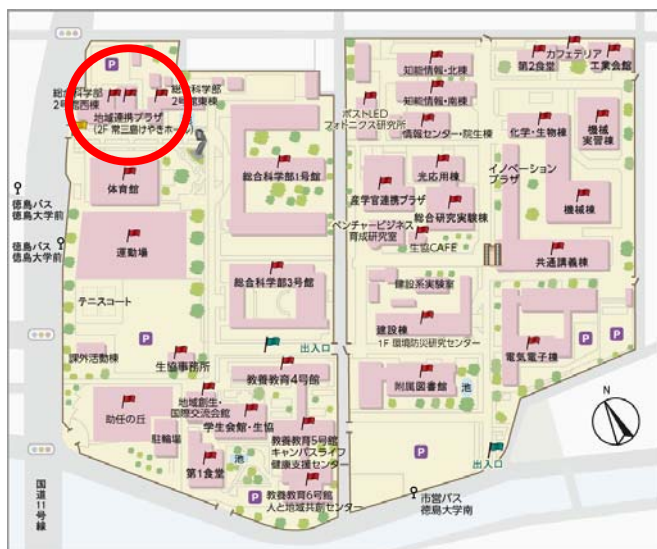 P
総合科学部
2号館西棟
総合科学部
2号館東棟
地域連携プラザ
(2F 常三島けやきホール)
体育館
総合科学1号館
徳島バス
徳島大学前
徳島バス
徳島大学前
運動場
総合科学部3号館
テニスコート
P
課外活動棟
生協事務所
出入口
教養教育4号館
助任の丘
地域創生・
国際交流会館
学生会館・生協
駐輪場
第1食堂
池
P
教養教育5号館
キャンパスライフ
健康支援センター
教養教育6号館
人と地域共創センター
国道11号線
知能情報・北棟
知能情報・南棟
カフェテリア
第2食堂
工業会館
ポストLED
フォトニクス研究所
情報センター・院生棟
化学・生物棟
機械
実習棟
光応用棟
イノベーション
プラザ
産学官連携プラザ
総合研究実験棟
機械棟
ベンチャービジネス
育成研究室
生協CAFE
共通講義棟
建設系実験室
建設棟
1F 環境防災研究センター
電気電子棟
P
P
附属図書館
池
P
出入口
市営バス
徳島大学南
N